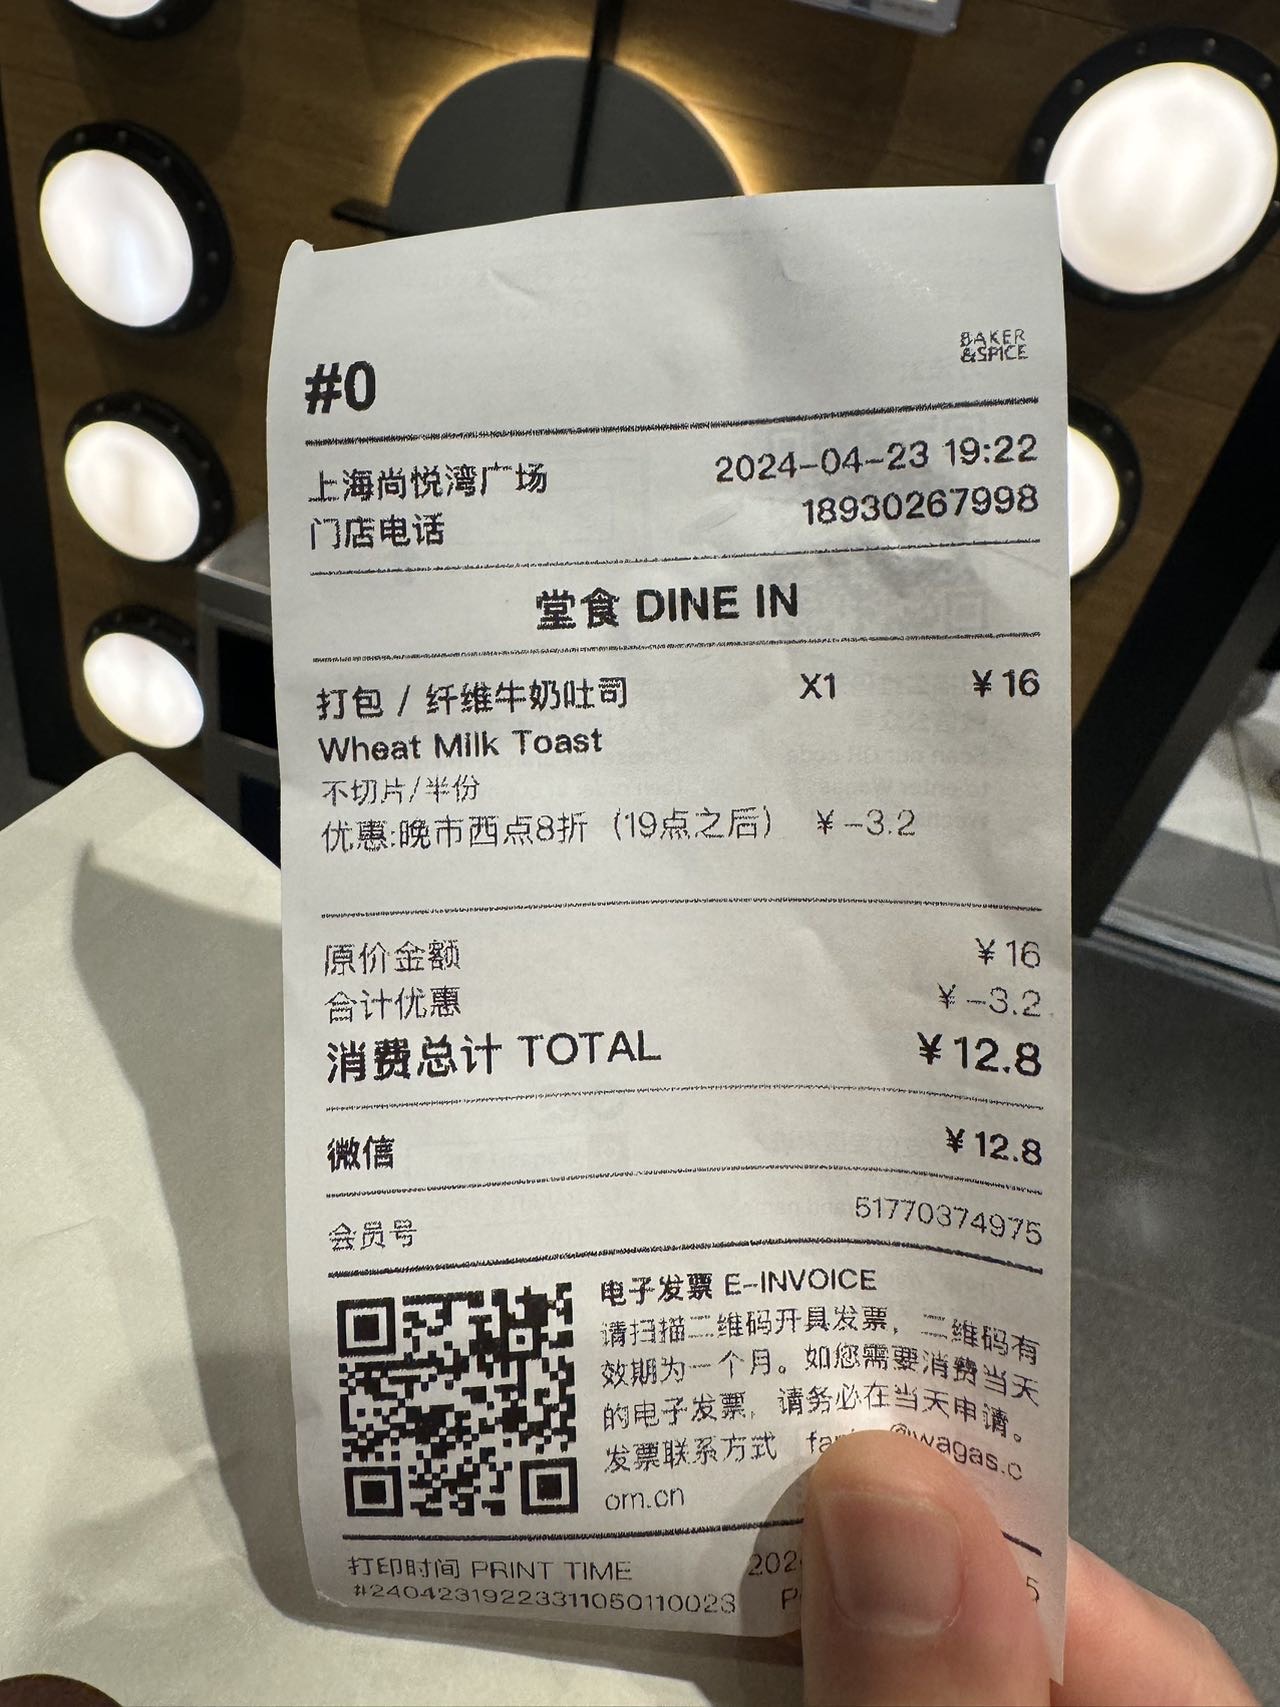 BAKER
&SPICE
#0
上海尚悦湾广场 2024-04-23 19:22
门店电话 18930267998
堂食 DINE IN
打包 / 纤维牛奶吐司 X1 ¥16
Wheat Milk Toast
不切片/半份
优惠:晚市西点8折（19点之后） ¥-3.2
原价金额 ¥16
合计优惠 ¥-3.2
消费总计 TOTAL ¥12.8
微信 ¥12.8
会员号 51770374975
电子发票 E-INVOICE
请扫描二维码开具发票，二维码有
效期为一个月。如您需要消费当天
的电子发票，请务必在当天申请。
发票联系方式 @wagas.c
om.cn
打印时间 PRINT TIME
#24042319223311050110023